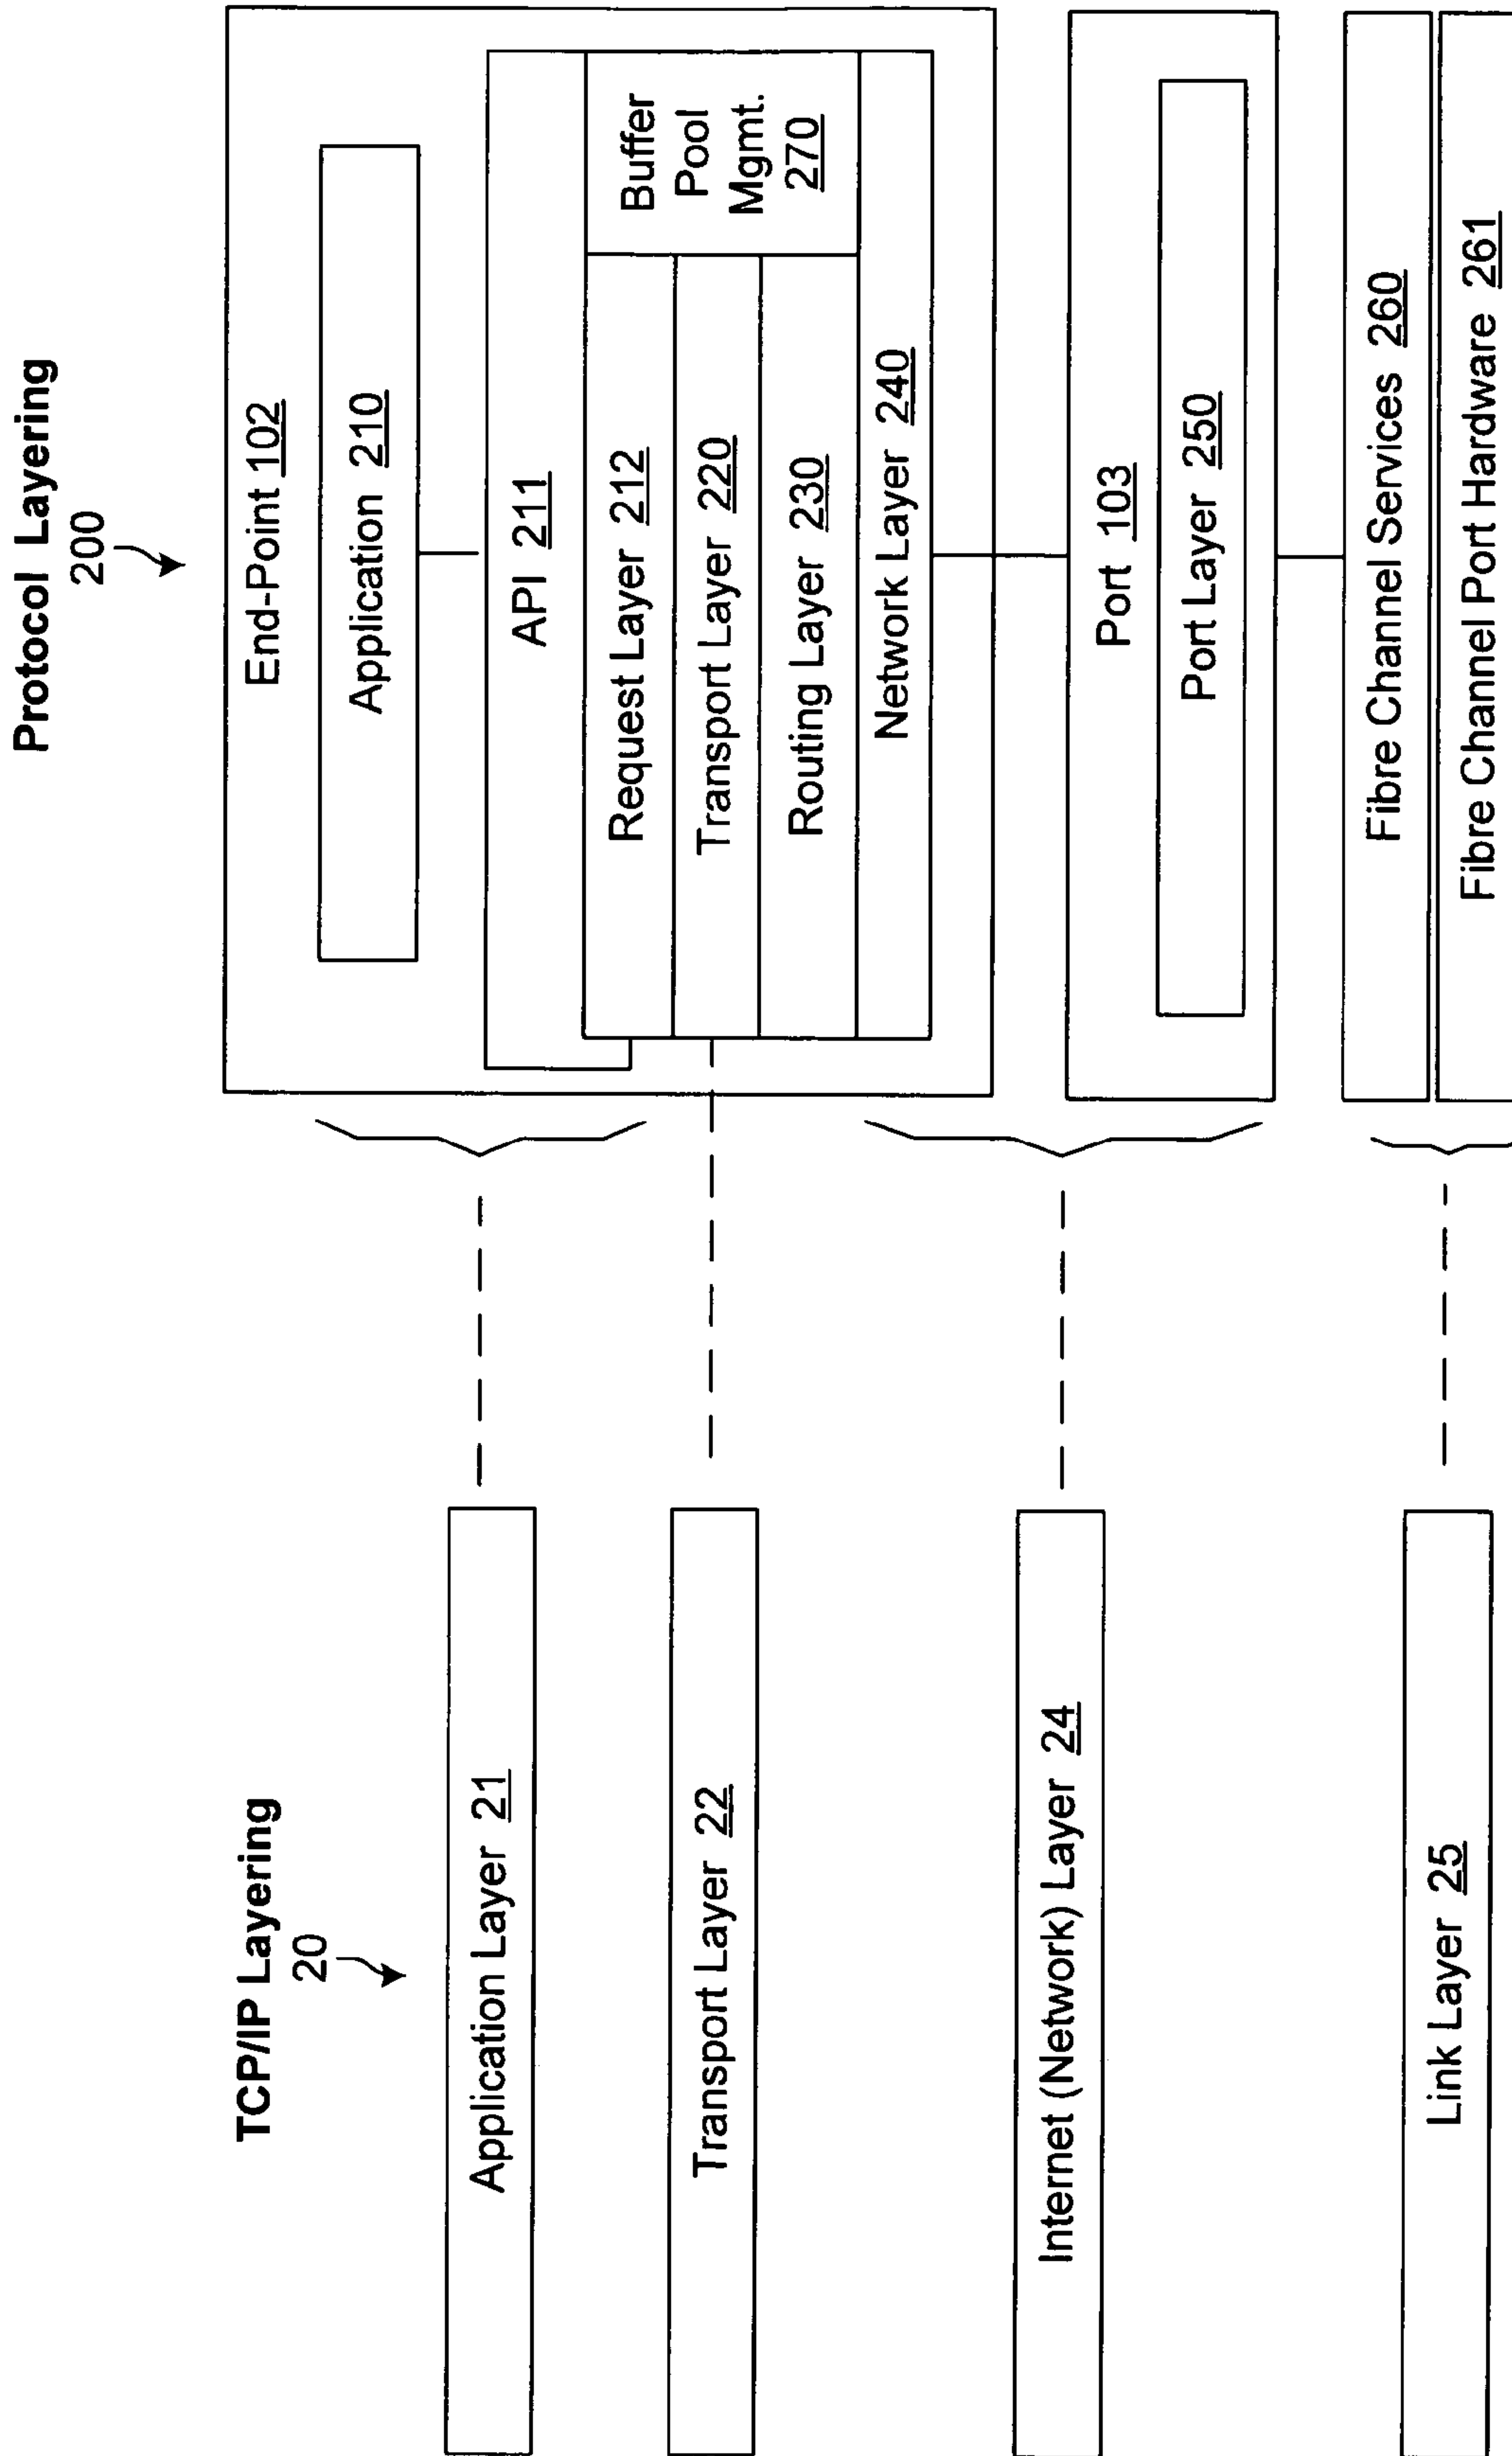 TCP/IP Layering
20
Application Layer 21
Transport Layer 22
Internet (Network) Layer 24
Link Layer 25
Protocol Layering
200
End-Point 102
Application 210
API 211
Request Layer 212
Transport Layer 220
Routing Layer 230
Buffer
Pool
Mgmt.
270
Network Layer 240
Port 103
Port Layer 250
Fibre Channel Services 260
Fibre Channel Port Hardware 261